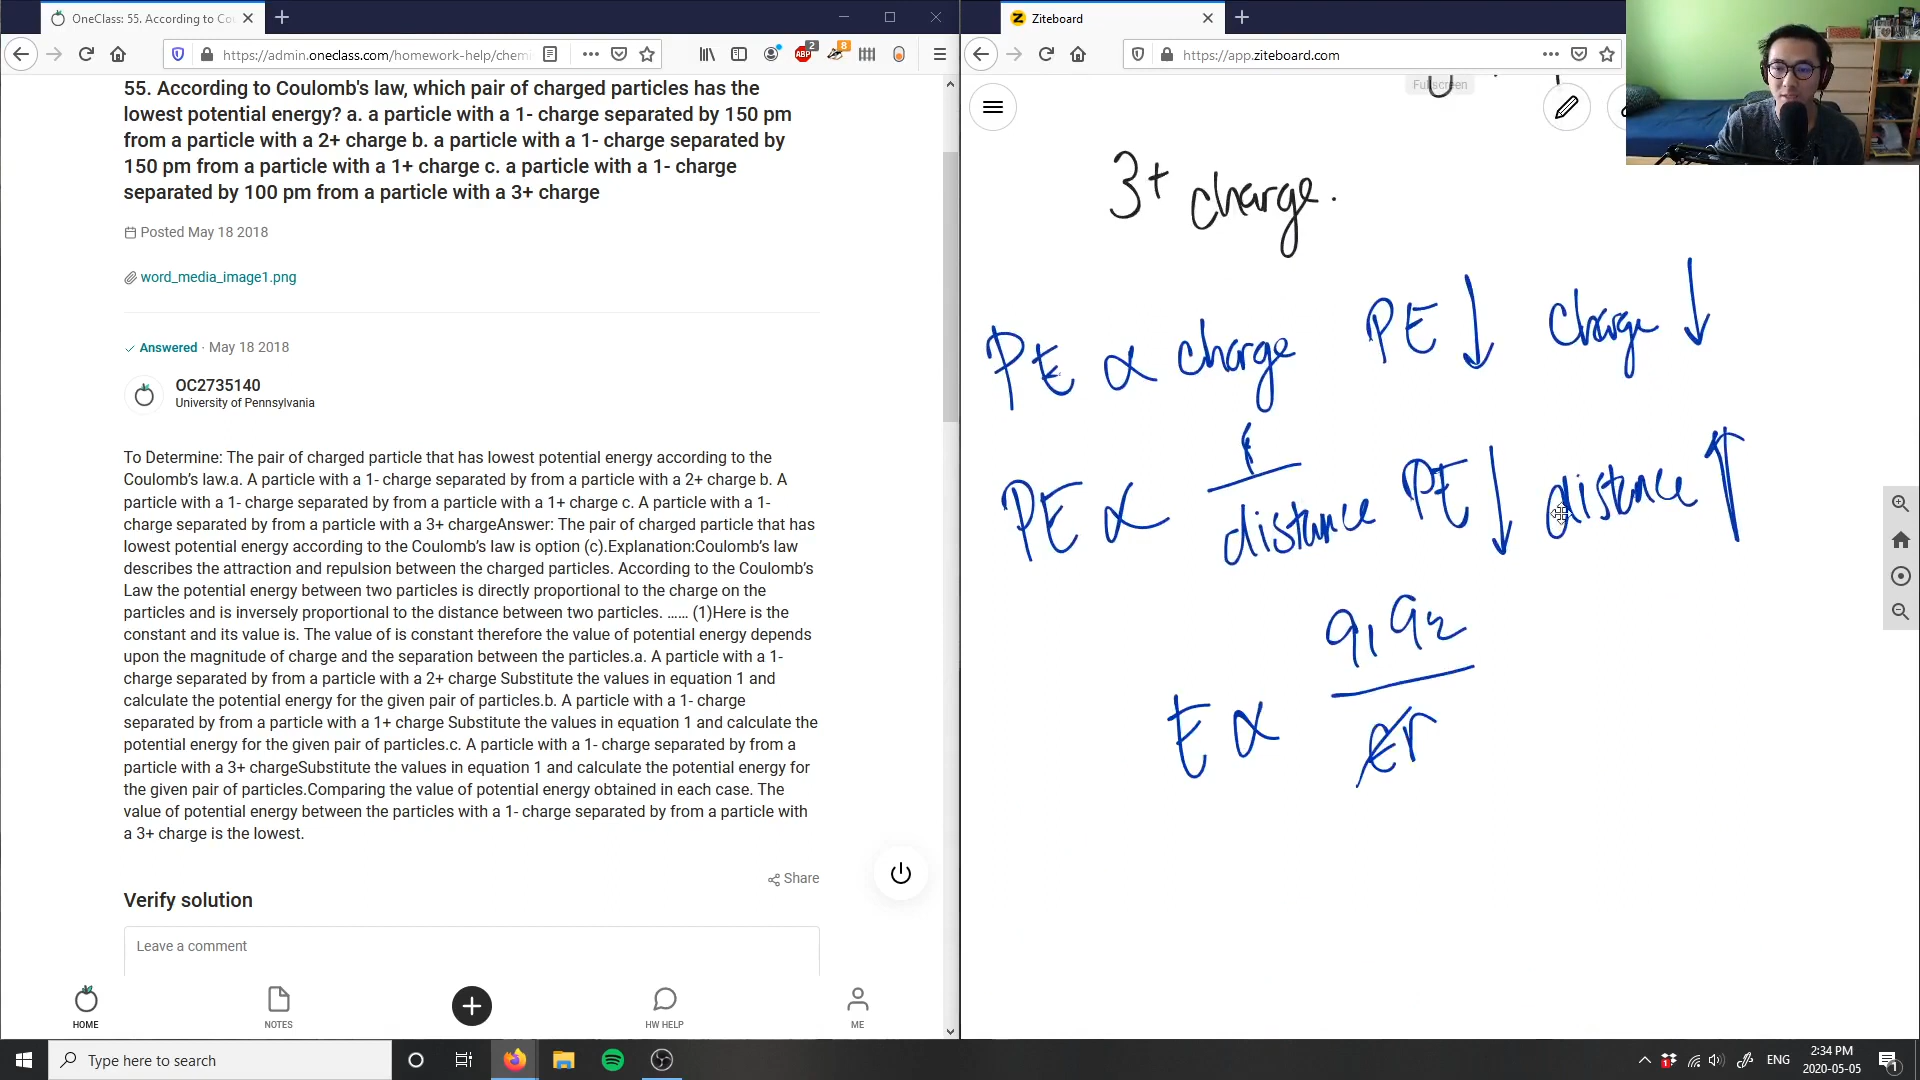 OneClass: 55. According to Co
Ziteboard
https://admin.oneclass.com/homework-help/chemi
2
8
https://app.ziteboard.com
Fullscreen
55. According to Coulomb's law, which pair of charged particles has the
lowest potential energy? a. a particle with a 1- charge separated by 150 pm
from a particle with a 2+ charge b. a particle with a 1- charge separated by
150 pm from a particle with a 1+ charge c. a particle with a 1- charge
separated by 100 pm from a particle with a 3+ charge
Posted May 18 2018
word_media_image1.png
Answered · May 18 2018
OC2735140
University of Pennsylvania
To Determine: The pair of charged particle that has lowest potential energy according to the
Coulomb’s law.a. A particle with a 1- charge separated by from a particle with a 2+ charge b. A
particle with a 1- charge separated by from a particle with a 1+ charge c. A particle with a 1-
charge separated by from a particle with a 3+ chargeAnswer: The pair of charged particle that has
lowest potential energy according to the Coulomb’s law is option (c).Explanation:Coulomb’s law
describes the attraction and repulsion between the charged particles. According to the Coulomb’s
Law the potential energy between two particles is directly proportional to the charge on the
particles and is inversely proportional to the distance between two particles. …... (1)Here is the
constant and its value is. The value of is constant therefore the value of potential energy depends
upon the magnitude of charge and the separation between the particles.a. A particle with a 1-
charge separated by from a particle with a 2+ charge Substitute the values in equation 1 and
calculate the potential energy for the given pair of particles.b. A particle with a 1- charge
separated by from a particle with a 1+ charge Substitute the values in equation 1 and calculate the
potential energy for the given pair of particles.c. A particle with a 1- charge separated by from a
particle with a 3+ chargeSubstitute the values in equation 1 and calculate the potential energy for
the given pair of particles.Comparing the value of potential energy obtained in each case. The
value of potential energy between the particles with a 1- charge separated by from a particle with
a 3+ charge is the lowest.
Share
Verify solution
Leave a comment
HOME
NOTES
HW HELP
ME
3+ charge.
PE ∝ charge PE ↓ charge ↓
PE ∝ 1/distance PE ↓ distance ↑
E ∝ q1q2/εr
Type here to search
ENG
2:34 PM
2020-05-05
1